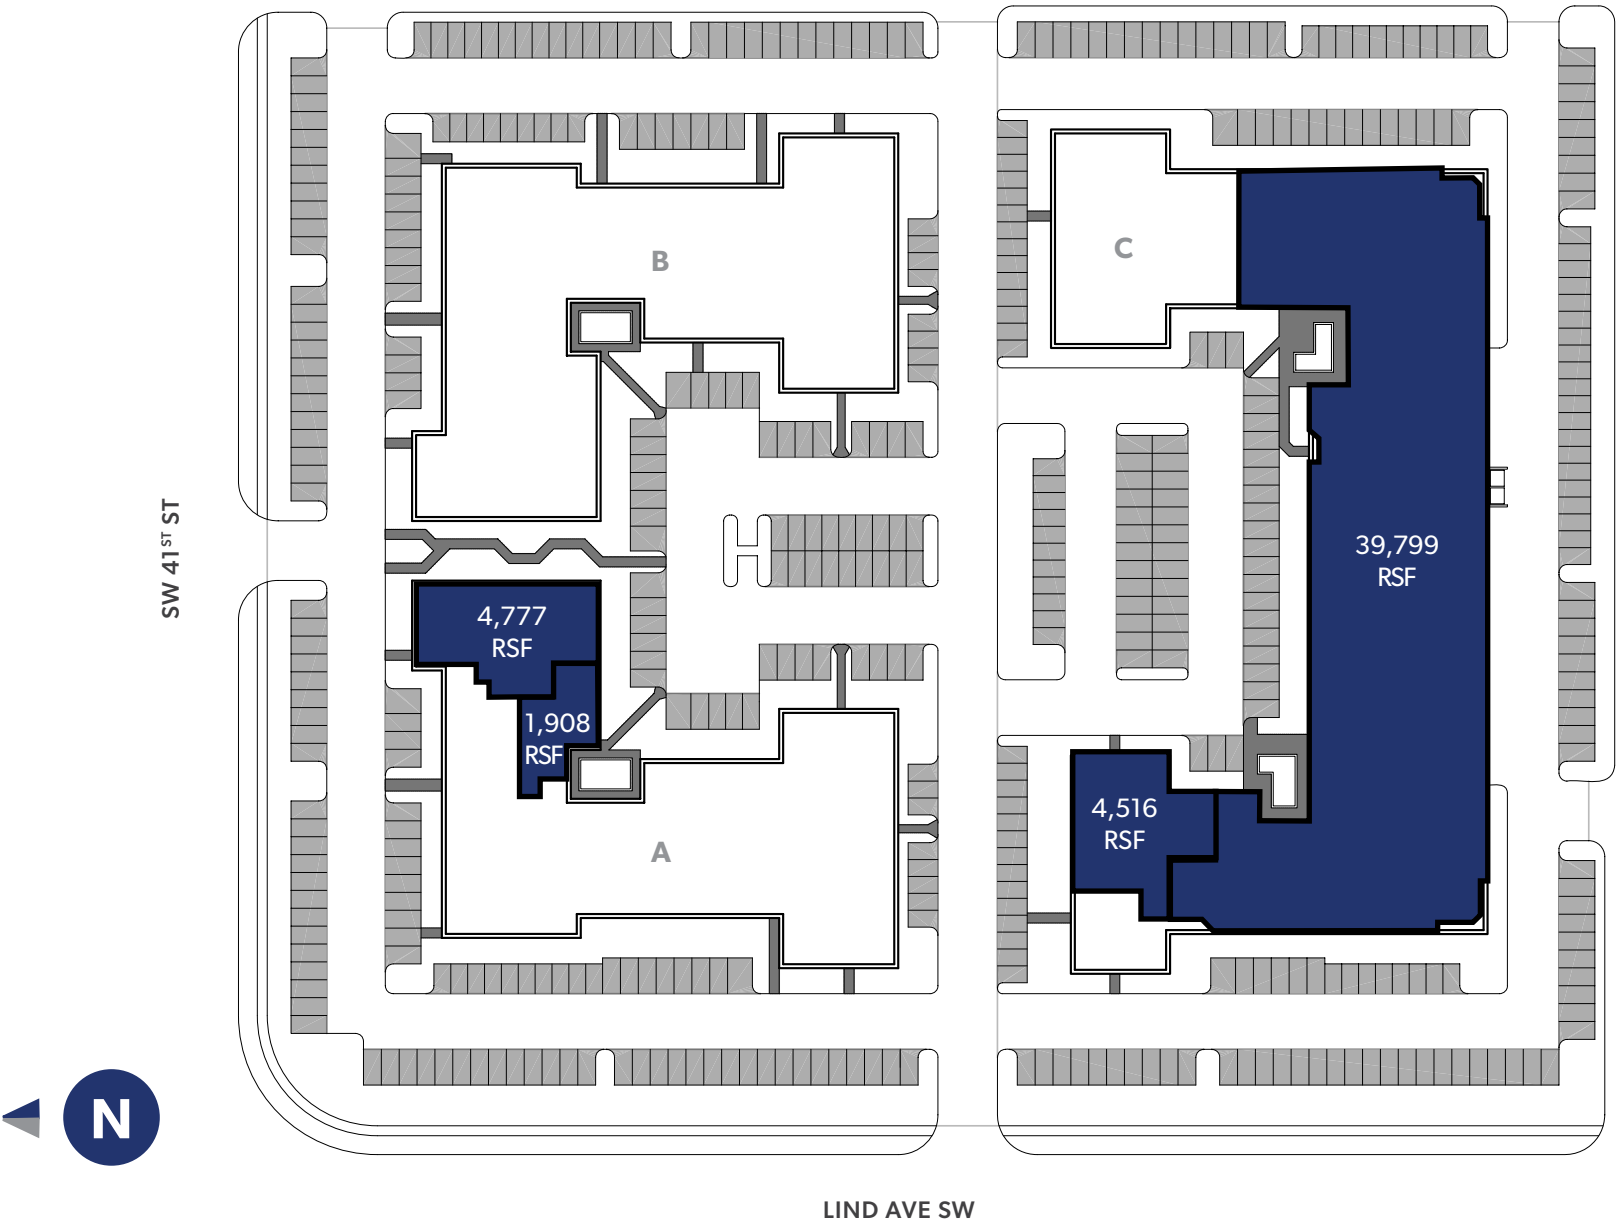 B
C
SW 41ST ST
39,799
RSF
4,777
RSF
1,908
RSF
4,516
RSF
A
N
LIND AVE SW